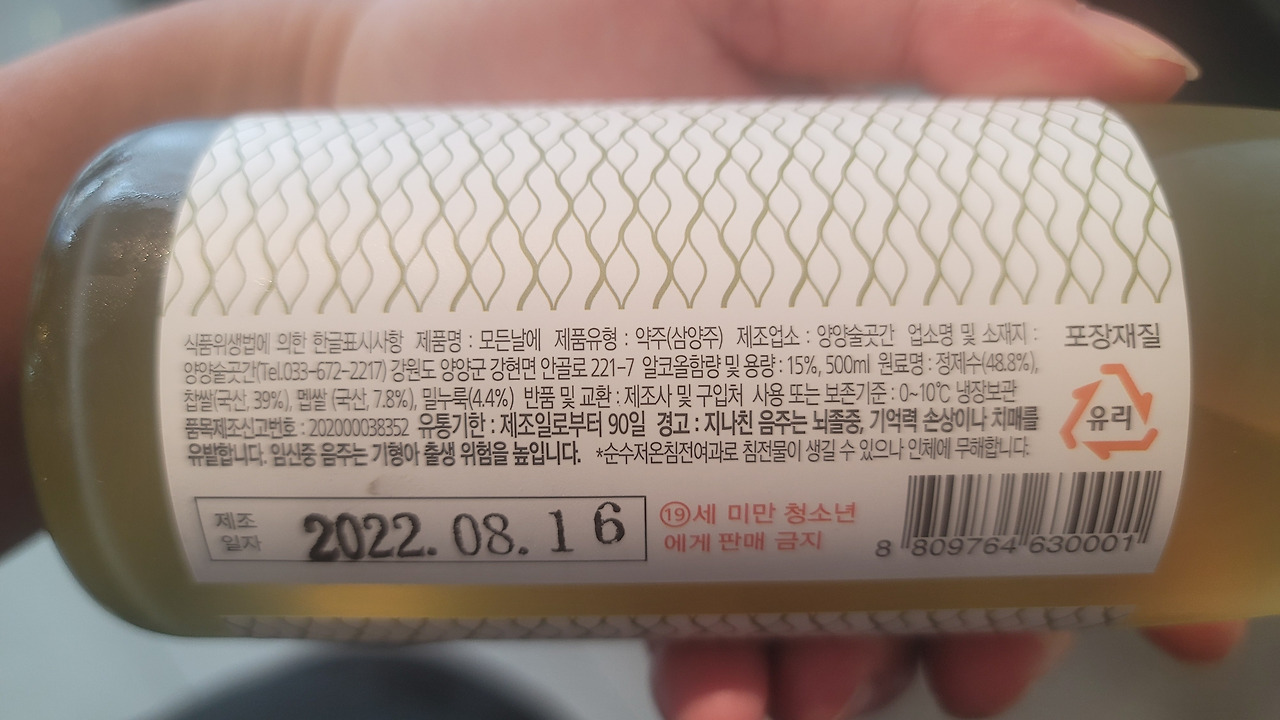 식품위생법에 의한 한글표시사항 제품명 : 모든날에 제품유형 : 약주(삼양주) 제조업소 : 양양술곳간 업소명 및 소재지 :
양양술곳간(Tel.033-672-2217) 강원도 양양군 강현면 안골로 221-7 알코올함량 및 용량 : 15%, 500ml 원료명 : 정제수(48.8%),
찹쌀(국산, 39%), 멥쌀 (국산, 7.8%), 밀누룩(4.4%) 반품 및 교환 : 제조사 및 구입처 사용 또는 보존기준 : 0~10℃ 냉장보관
품목제조신고번호 : 202000038352 유통기한 : 제조일로부터 90일 경고 : 지나친 음주는 뇌졸중, 기억력 손상이나 치매를
유발합니다. 임신중 음주는 기형아 출생 위험을 높입니다. *순수저온침전여과로 침전물이 생길 수 있으나 인체에 무해합니다.
포장재질
유리
제조
일자
2022. 08. 1 6
⑲세 미만 청소년
에게 판매 금지
8 809764 630001